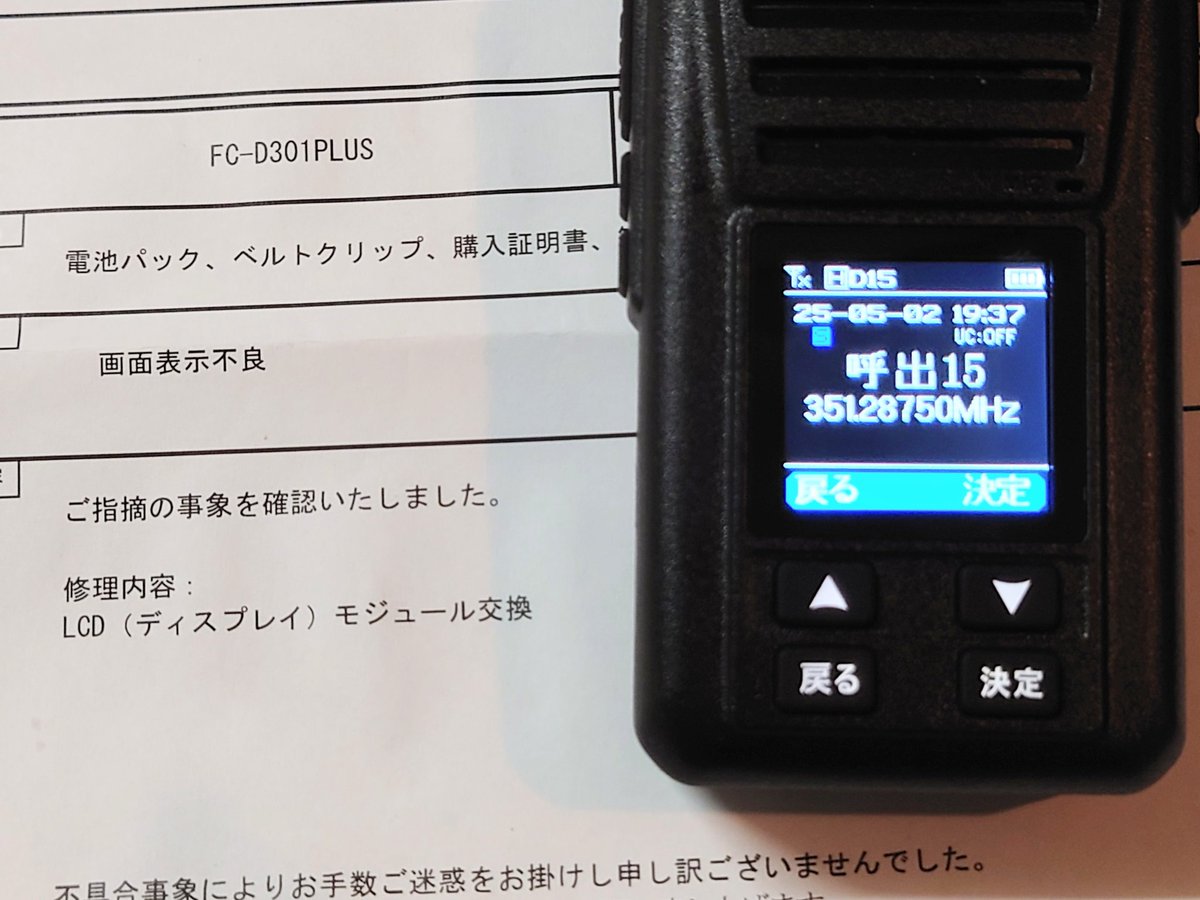 FC-D301PLUS
電池パック、ベルトクリップ、購入証明書、
画面表示不良
ご指摘の事象を確認いたしました。
修理内容：
LCD（ディスプレイ）モジュール交換
不具合事象によりお手数ご迷惑をお掛けし申し訳ございませんでした。
Tx D15
25-05-02 19:37
UC:OFF
呼出15
351.28750MHz
戻る 決定
▲ ▼
戻る 決定